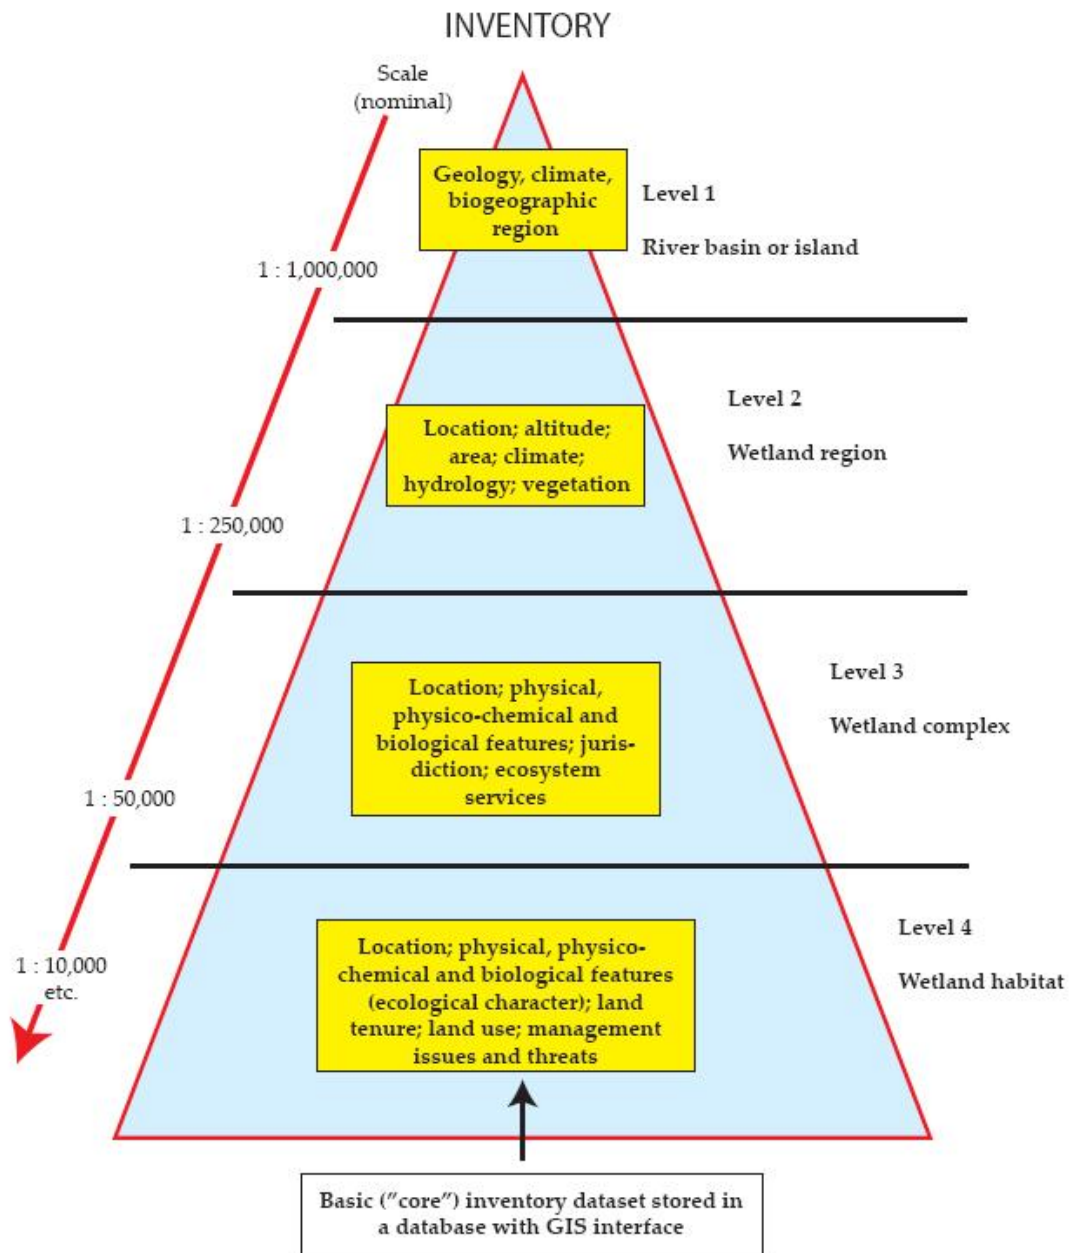 INVENTORY
Scale
(nominal)
Geology, climate,
biogeographic
region
Level 1
River basin or island
1 : 1,000,000
Location; altitude;
area; climate;
hydrology; vegetation
Level 2
Wetland region
1 : 250,000
Location; physical,
physico-chemical and
biological features; juris-
diction; ecosystem
services
Level 3
Wetland complex
1 : 50,000
Location; physical, physico-
chemical and biological features
(ecological character); land
tenure; land use; management
issues and threats
Level 4
Wetland habitat
1 : 10,000
etc.
Basic (”core”) inventory dataset stored in
a database with GIS interface